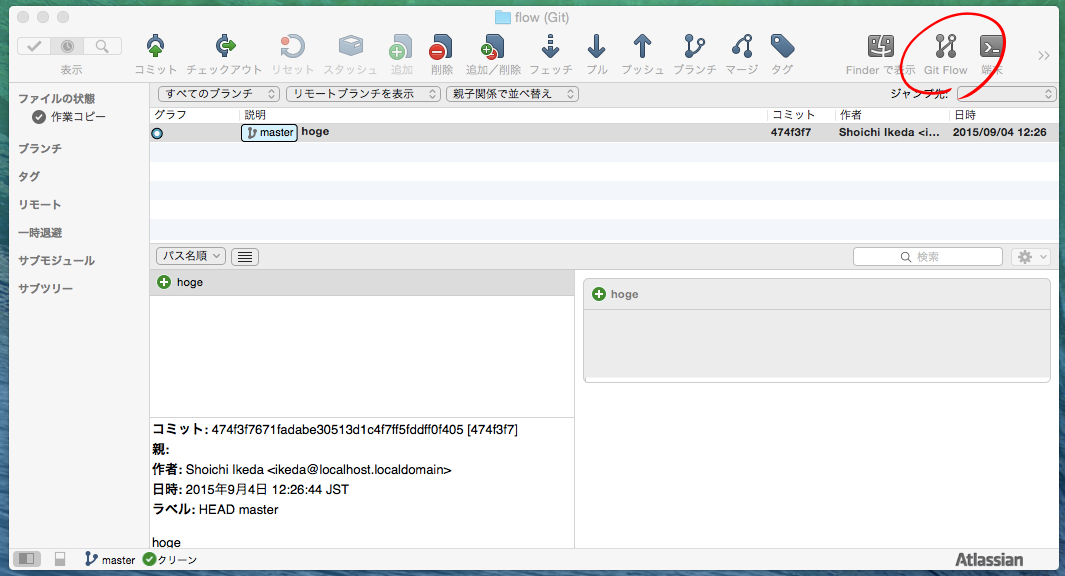 flow (Git)
表示
コミット
チェックアウト
リセット
スタッシュ
追加
削除
追加／削除
フェッチ
プル
プッシュ
ブランチ
マージ
タグ
Finder で表示
Git Flow
端末
ファイルの状態
作業コピー
ブランチ
タグ
リモート
一時退避
サブモジュール
サブツリー
すべてのブランチ
リモートブランチを表示
親子関係で並べ替え
ジャンプ先:
グラフ
説明
コミット
作者
日時
master hoge
474f3f7
Shoichi Ikeda <i...
2015/09/04 12:26
パス名順
検索
hoge
hoge
コミット: 474f3f7671fadabe30513d1c4f7ff5fddff0f405 [474f3f7]
親:
作者: Shoichi Ikeda <ikeda@localhost.localdomain>
日時: 2015年9月4日 12:26:44 JST
ラベル: HEAD master
hoge
master
クリーン
Atlassian